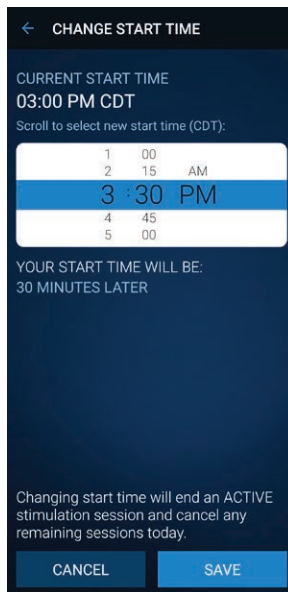 ← CHANGE START TIME
CURRENT START TIME
03:00 PM CDT
Scroll to select new start time (CDT):
1 00
2 15 AM
3 : 30 PM
4 45
5 00
YOUR START TIME WILL BE:
30 MINUTES LATER
Changing start time will end an ACTIVE
stimulation session and cancel any
remaining sessions today.
CANCEL SAVE